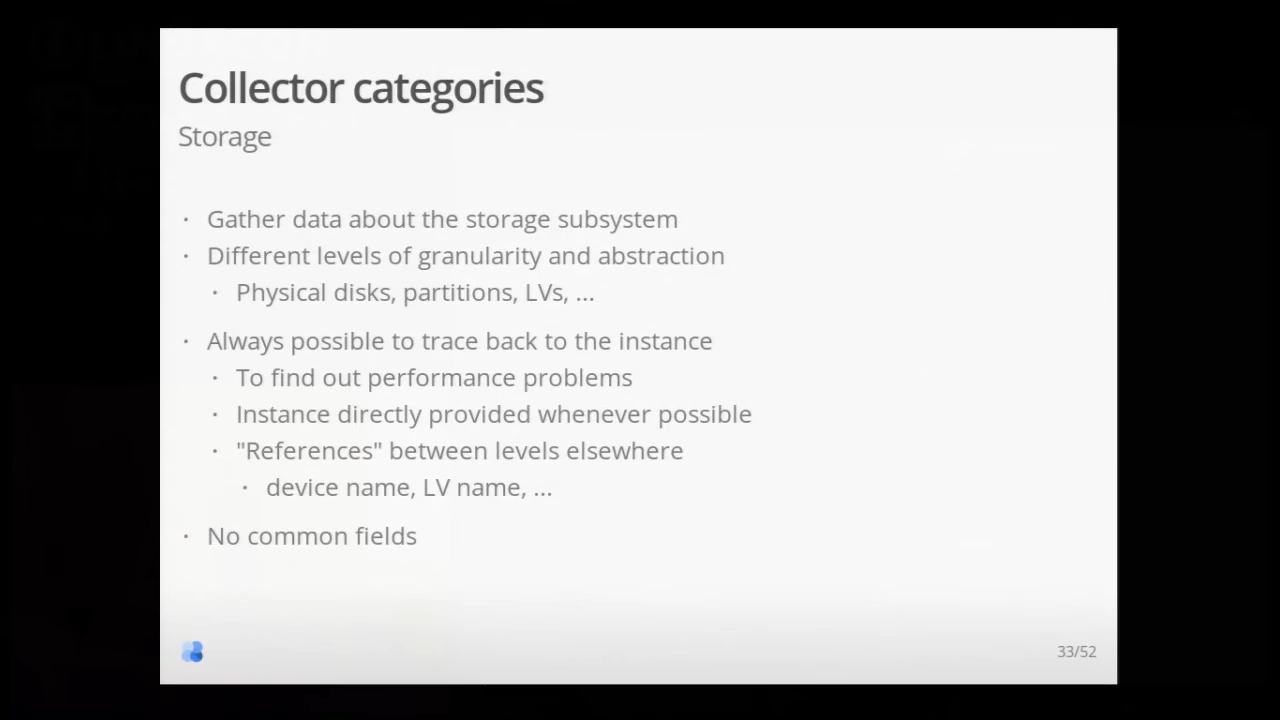 Collector categories
Storage
· Gather data about the storage subsystem
· Different levels of granularity and abstraction
· Physical disks, partitions, LVs, ...
· Always possible to trace back to the instance
· To find out performance problems
· Instance directly provided whenever possible
· "References" between levels elsewhere
· device name, LV name, ...
· No common fields
33/52